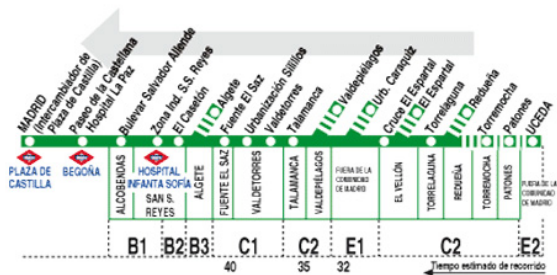 MADRID
(Intercambiador de
Plaza de Castilla)
Paseo de la Castellana
Hospital La Paz
Bulevar Salvador Allende
Zona Ind. S.S. Reyes
El Casetón
Algete
Fuente El Saz
Urbanización Silillos
Valdetorres
Talamanca
Valdepiélagos
Urb. Caraquiz
Cruce El Espartal
El Espartal
Torrelaguna
Redueña
Torremocha
Patones
UCEDA
PLAZA DE
CASTILLA
BEGOÑA
HOSPITAL
INFANTA SOFÍA
ALCOBENDAS
SAN S.
REYES
ALGETE
FUENTE EL SAZ
VALDETORRES
TALAMANCA
VALDEPIÉLAGOS
FUERA DE LA
COMUNIDAD
DE MADRID
EL VELLÓN
TORRELAGUNA
REDUEÑA
TORREMOCHA
PATONES
FUERA DE LA
COMUNIDAD
DE MADRID
B1 B2 B3 C1 C2 E1 C2 E2
40 35 32
Tiempo estimado de recorrido